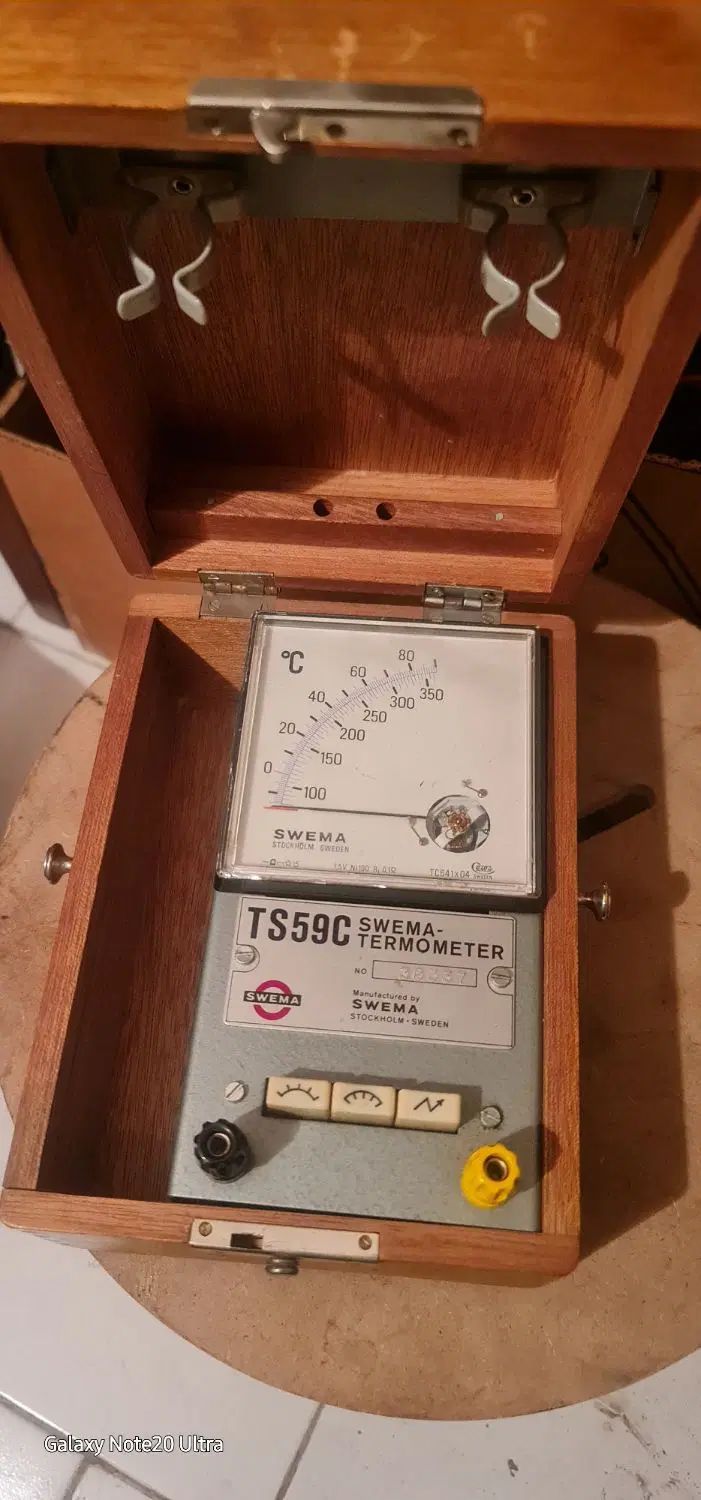 °C
80
60
40
20
0
350
300
250
200
150
100
SWEMA
STOCKHOLM SWEDEN
TC641X04
TS59C SWEMA-
TERMOMETER
NO
SWEMA
Manufactured by
SWEMA
STOCKHOLM • SWEDEN
Galaxy Note20 Ultra